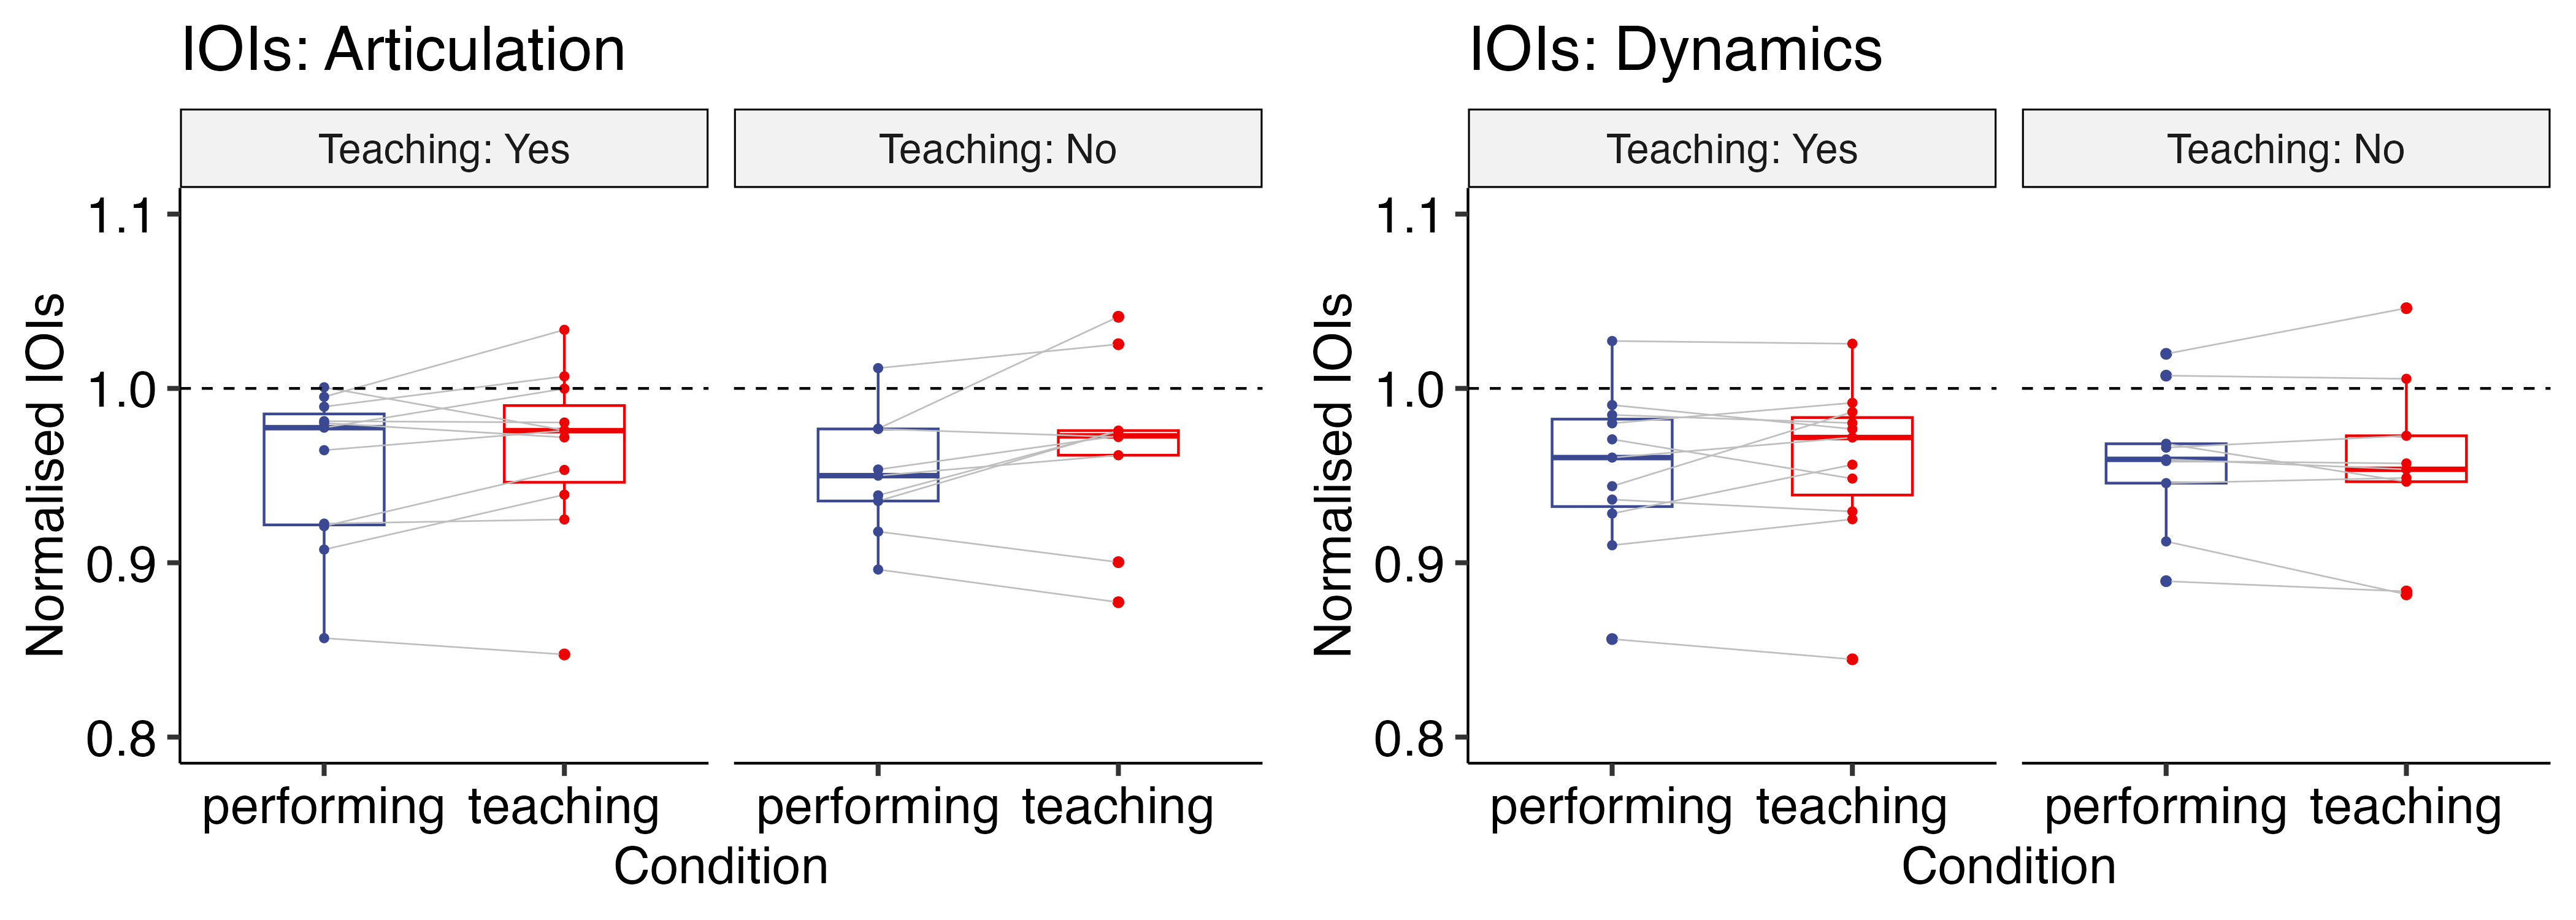 IOIs: Articulation
Teaching: Yes
Teaching: No
Normalised IOIs
1.1
1.0
0.9
0.8
performing
teaching
performing
teaching
Condition
IOIs: Dynamics
Teaching: Yes
Teaching: No
Normalised IOIs
1.1
1.0
0.9
0.8
performing
teaching
performing
teaching
Condition